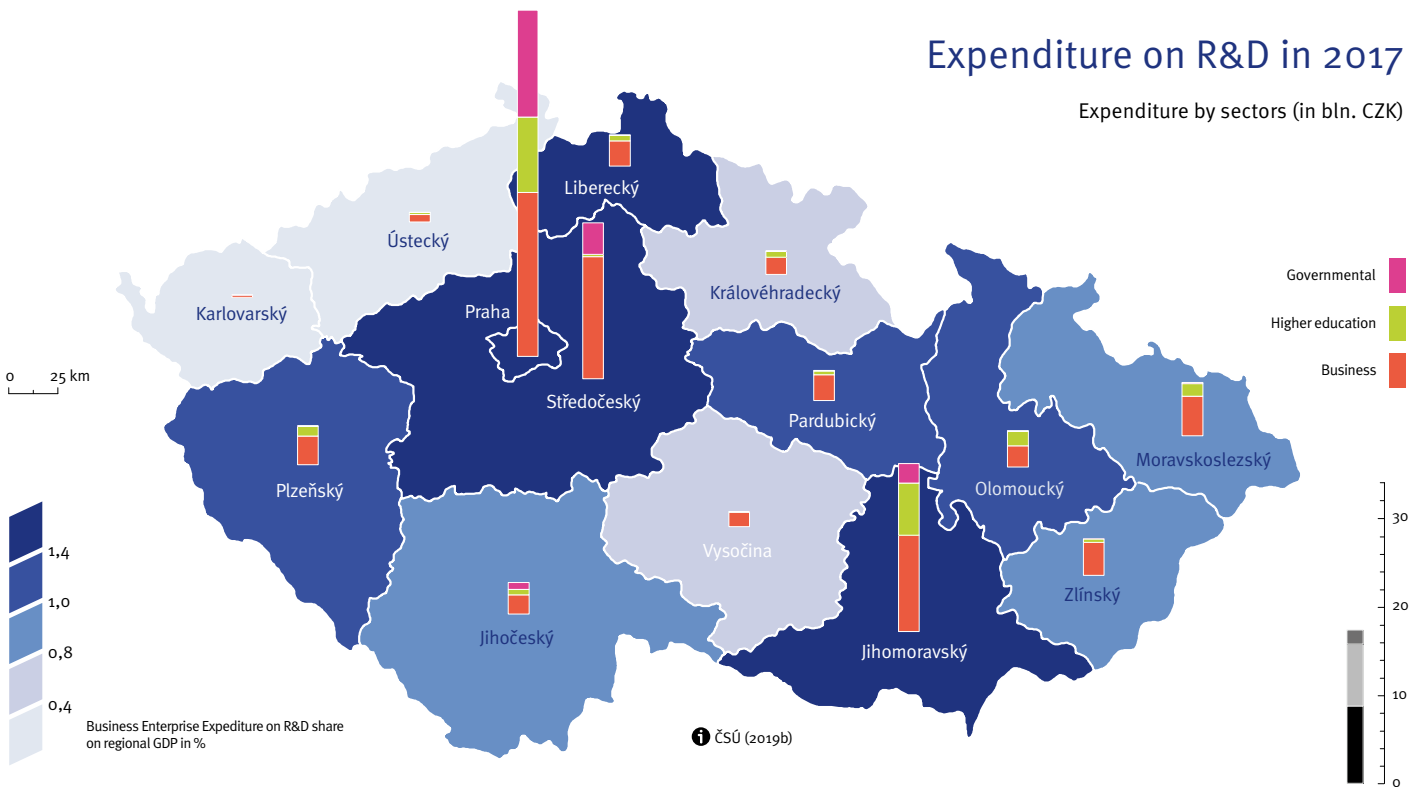 Expenditure on R&D in 2017
Expenditure by sectors (in bln. CZK)
Liberecký
Ústecký
Karlovarský
Královéhradecký
Praha
Středočeský
Pardubický
Plzeňský
Moravskoslezský
Olomoucký
Vysočina
Zlínský
Jihočeský
Jihomoravský
Governmental
Higher education
Business
0 25 km
1,4
1,0
0,8
0,4
Business Enterprise Expediture on R&D share
on regional GDP in %
i ČSÚ (2019b)
30
20
10
0